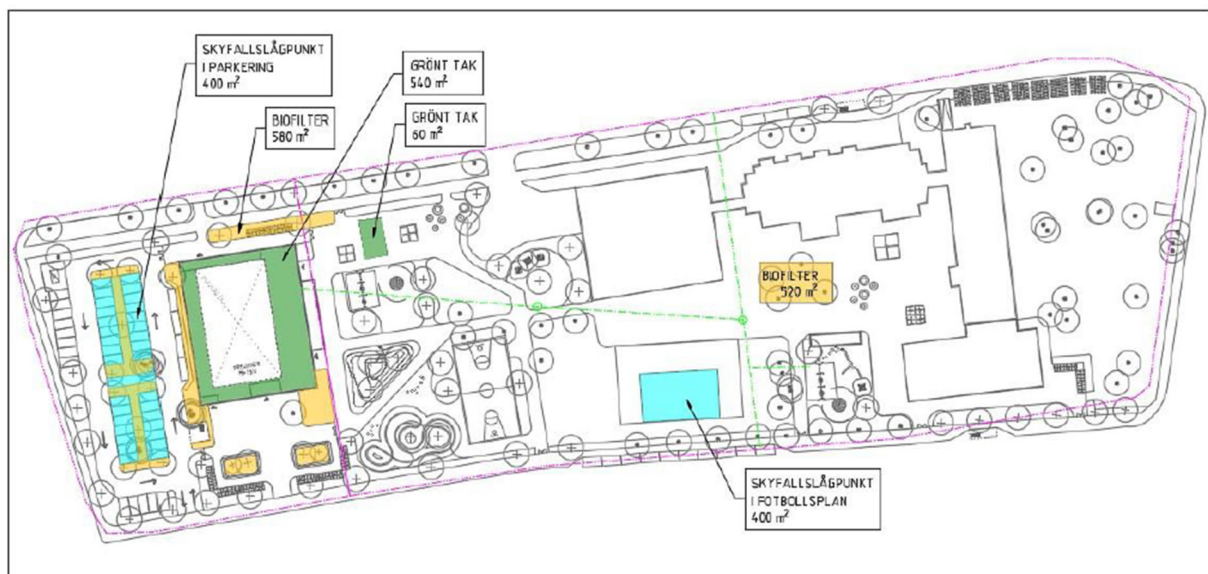 SKYFALLSLÅGPUNKT
I PARKERING
400 m²
GRÖNT TAK
540 m²
BIOFILTER
580 m²
GRÖNT TAK
60 m²
BIOFILTER
520 m²
SKYFALLSLÅGPUNKT
I FOTBOLLSPLAN
400 m²